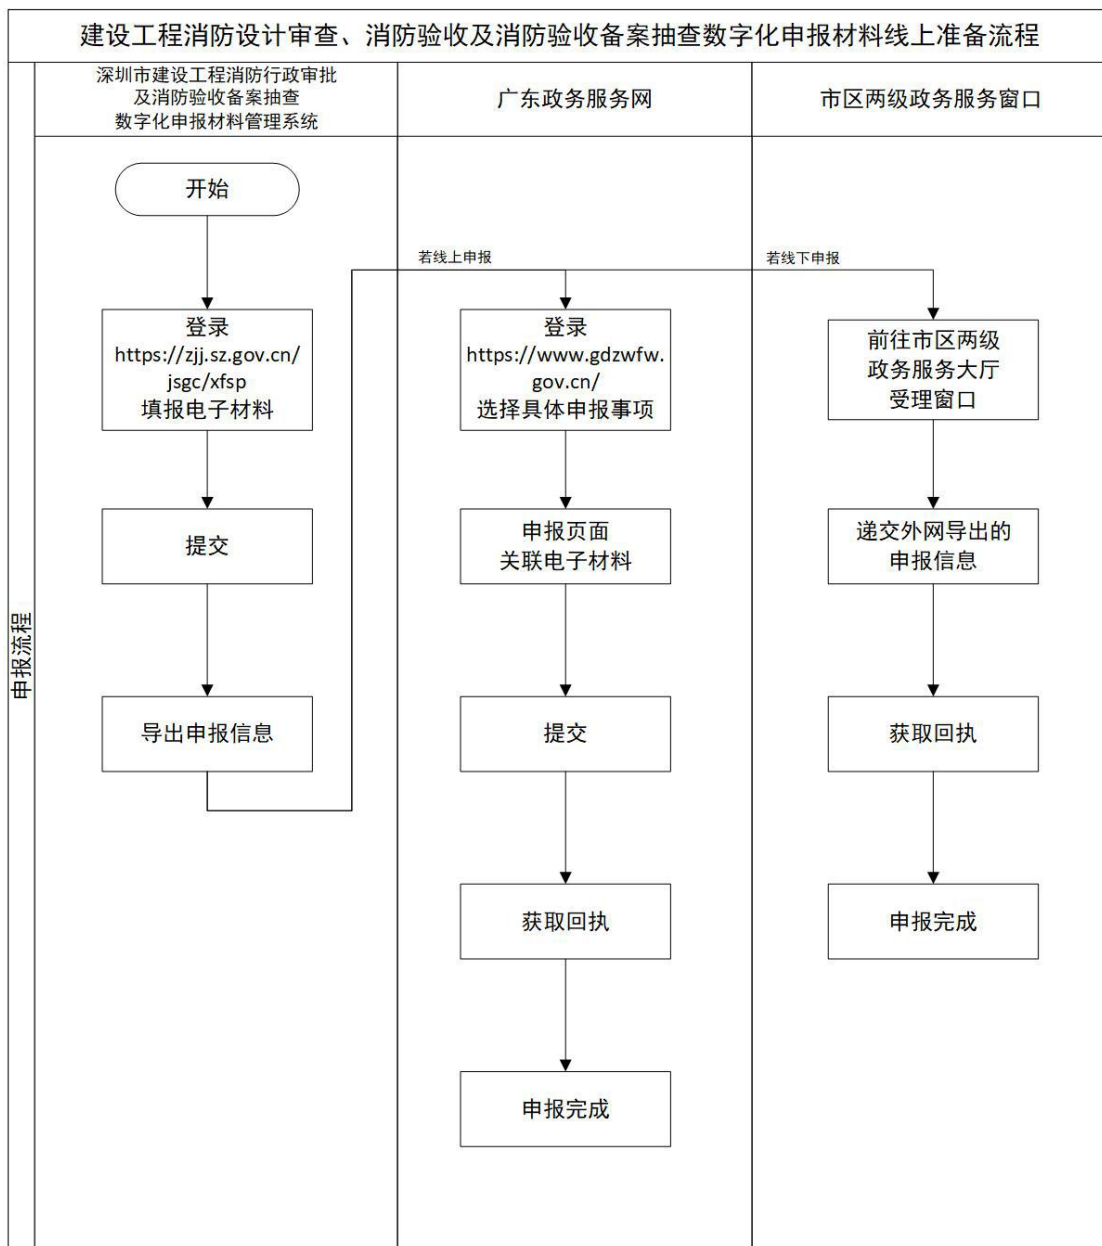 建设工程消防设计审查、消防验收及消防验收备案抽查数字化申报材料线上准备流程
深圳市建设工程消防行政审批
及消防验收备案抽查
数字化申报材料管理系统
广东政务服务网
市区两级政务服务窗口
申报流程
开始
登录
https://zjj.sz.gov.cn/
jsgc/xfsp
填报电子材料
提交
导出申报信息
若线上申报
登录
https://www.gdzwfw.
gov.cn/
选择具体申报事项
申报页面
关联电子材料
提交
获取回执
申报完成
若线下申报
前往市区两级
政务服务大厅
受理窗口
递交外网导出的
申报信息
获取回执
申报完成